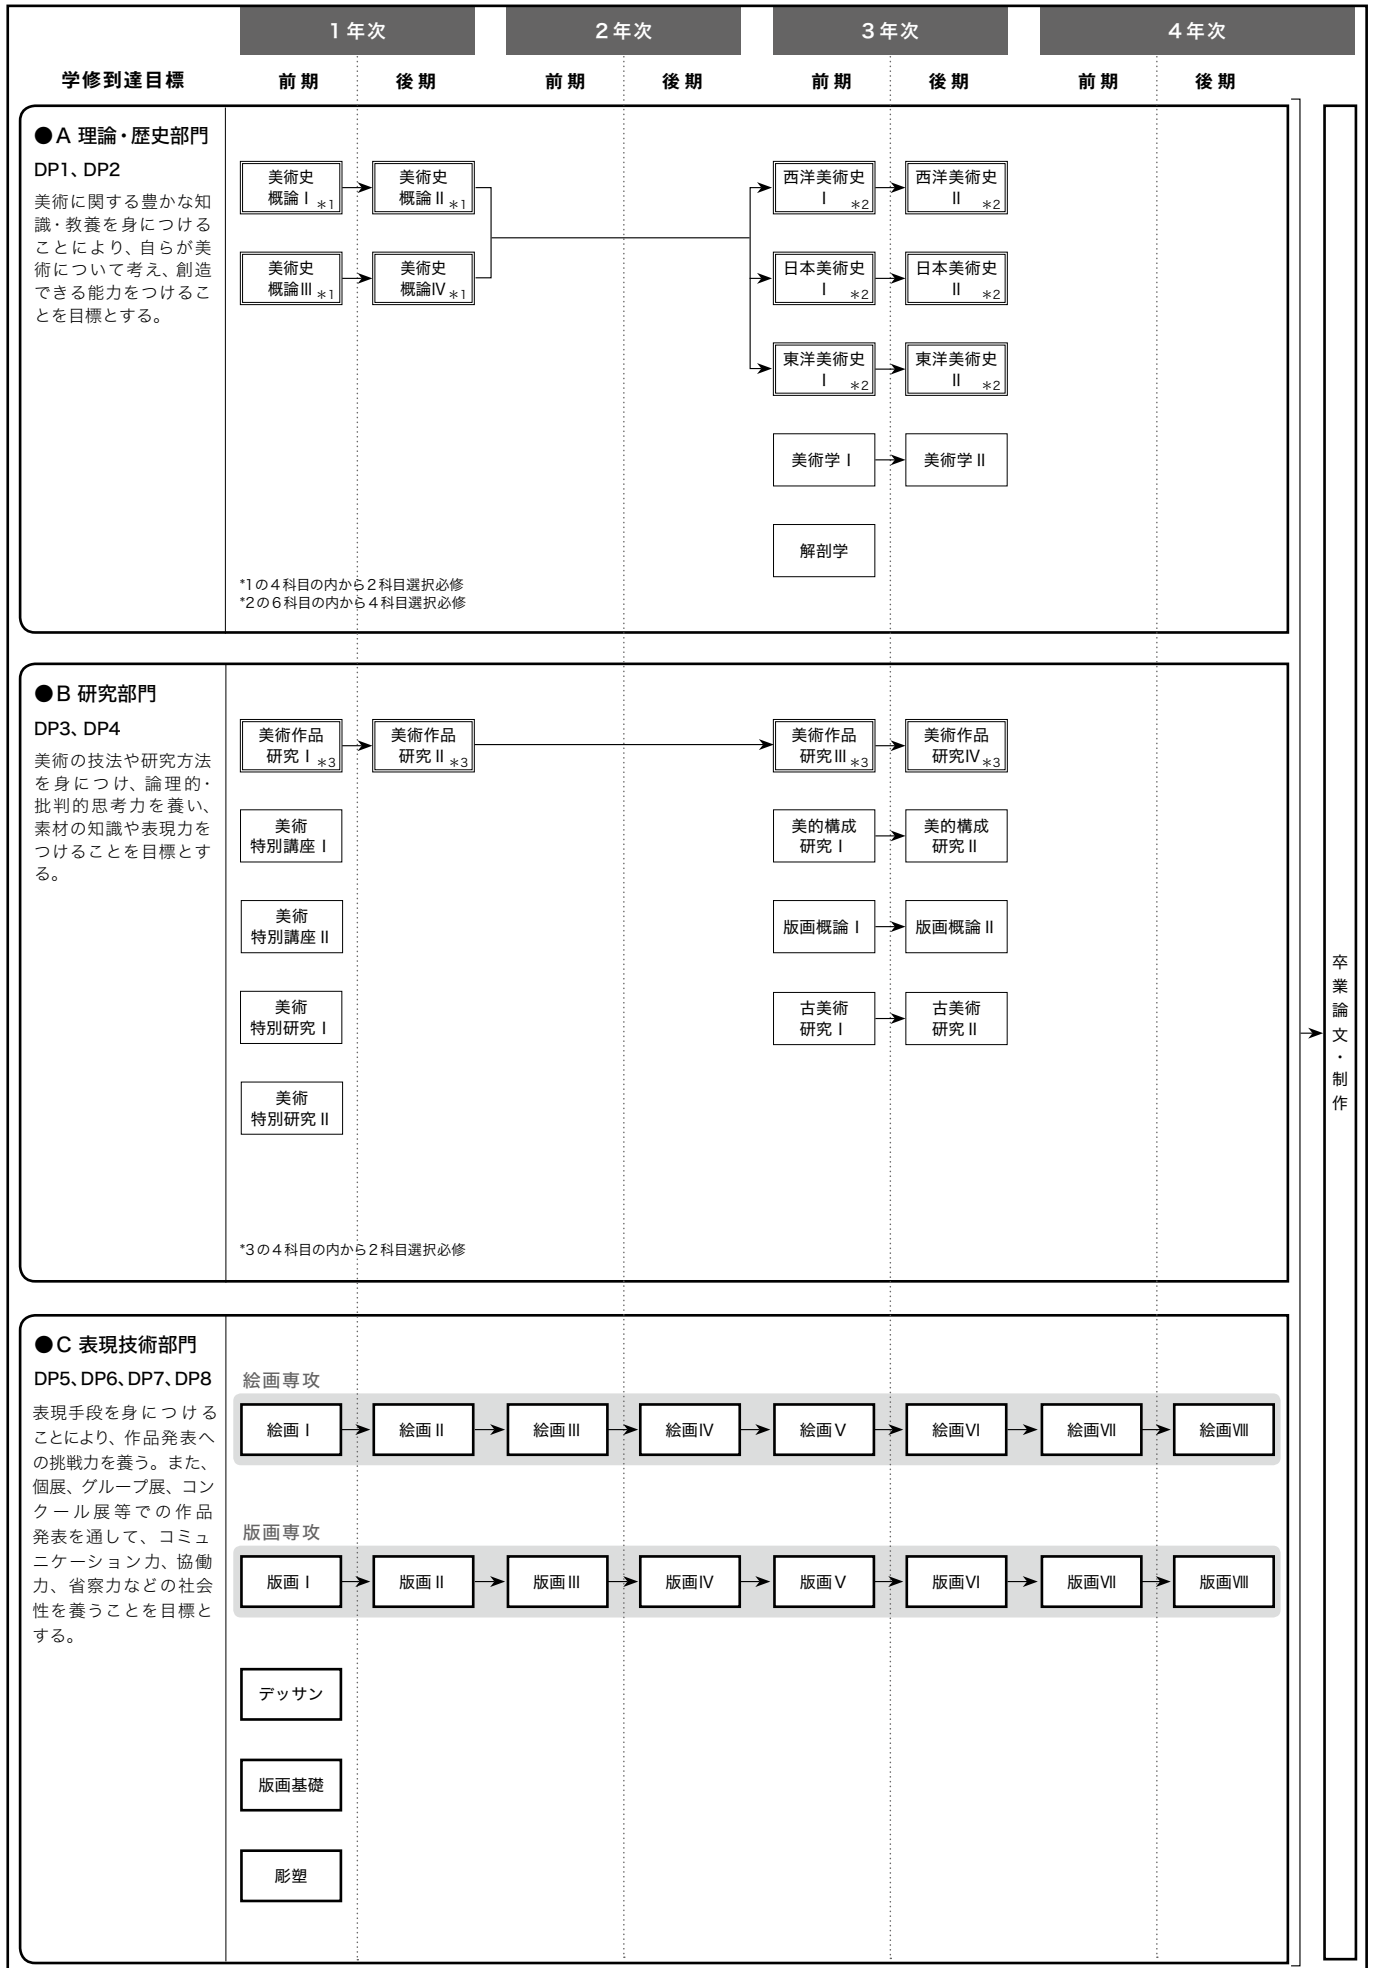 1年次 2年次 3年次 4年次
学修到達目標 前期 後期 前期 後期 前期 後期 前期 後期
●A 理論・歴史部門
DP1、DP2
美術に関する豊かな知
識・教養を身につける
ことにより、自らが美
術について考え、創造
できる能力をつけるこ
とを目標とする。
美術史
概論Ⅰ *1
美術史
概論Ⅱ *1
西洋美術史
Ⅰ *2
西洋美術史
Ⅱ *2
美術史
概論Ⅲ *1
美術史
概論Ⅳ *1
日本美術史
Ⅰ *2
日本美術史
Ⅱ *2
東洋美術史
Ⅰ *2
東洋美術史
Ⅱ *2
美術学Ⅰ
美術学Ⅱ
解剖学
*1の4科目の内から2科目選択必修
*2の6科目の内から4科目選択必修
●B 研究部門
DP3、DP4
美術の技法や研究方法
を身につけ、論理的・
批判的思考力を養い、
素材の知識や表現力を
つけることを目標とす
る。
美術作品
研究Ⅰ *3
美術作品
研究Ⅱ *3
美術作品
研究Ⅲ *3
美術作品
研究Ⅳ *3
美術
特別講座Ⅰ
美的構成
研究Ⅰ
美的構成
研究Ⅱ
美術
特別講座Ⅱ
版画概論Ⅰ
版画概論Ⅱ
美術
特別研究Ⅰ
古美術
研究Ⅰ
古美術
研究Ⅱ
美術
特別研究Ⅱ
*3の4科目の内から2科目選択必修
●C 表現技術部門
DP5、DP6、DP7、DP8
表現手段を身につける
ことにより、作品発表へ
の挑戦力を養う。また、
個展、グループ展、コン
クール展等での作品
発表を通して、コミュ
ニケーション力、協働
力、省察力などの社会
性を養うことを目標と
する。
絵画専攻
絵画Ⅰ 絵画Ⅱ 絵画Ⅲ 絵画Ⅳ 絵画Ⅴ 絵画Ⅵ 絵画Ⅶ 絵画Ⅷ
版画専攻
版画Ⅰ 版画Ⅱ 版画Ⅲ 版画Ⅳ 版画Ⅴ 版画Ⅵ 版画Ⅶ 版画Ⅷ
デッサン
版画基礎
彫塑
卒業論文・制作